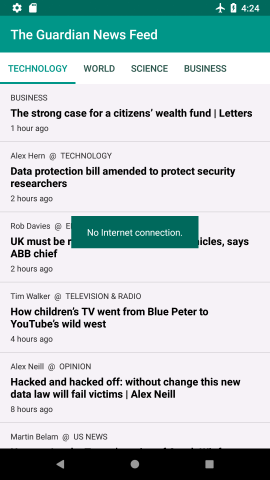 4:24
The Guardian News Feed
TECHNOLOGY WORLD SCIENCE BUSINESS
BUSINESS
The strong case for a citizens’ wealth fund | Letters
1 hour ago
Alex Hern @ TECHNOLOGY
Data protection bill amended to protect security
researchers
2 hours ago
Rob Davies @
UK must be nicles, says
No Internet connection.
ABB chief
2 hours ago
Tim Walker @ TELEVISION & RADIO
How children’s TV went from Blue Peter to
YouTube’s wild west
4 hours ago
Alex Neill @ OPINION
Hacked and hacked off: without change this new
data law will fail victims | Alex Neill
8 hours ago
Martin Belam @ US NEWS